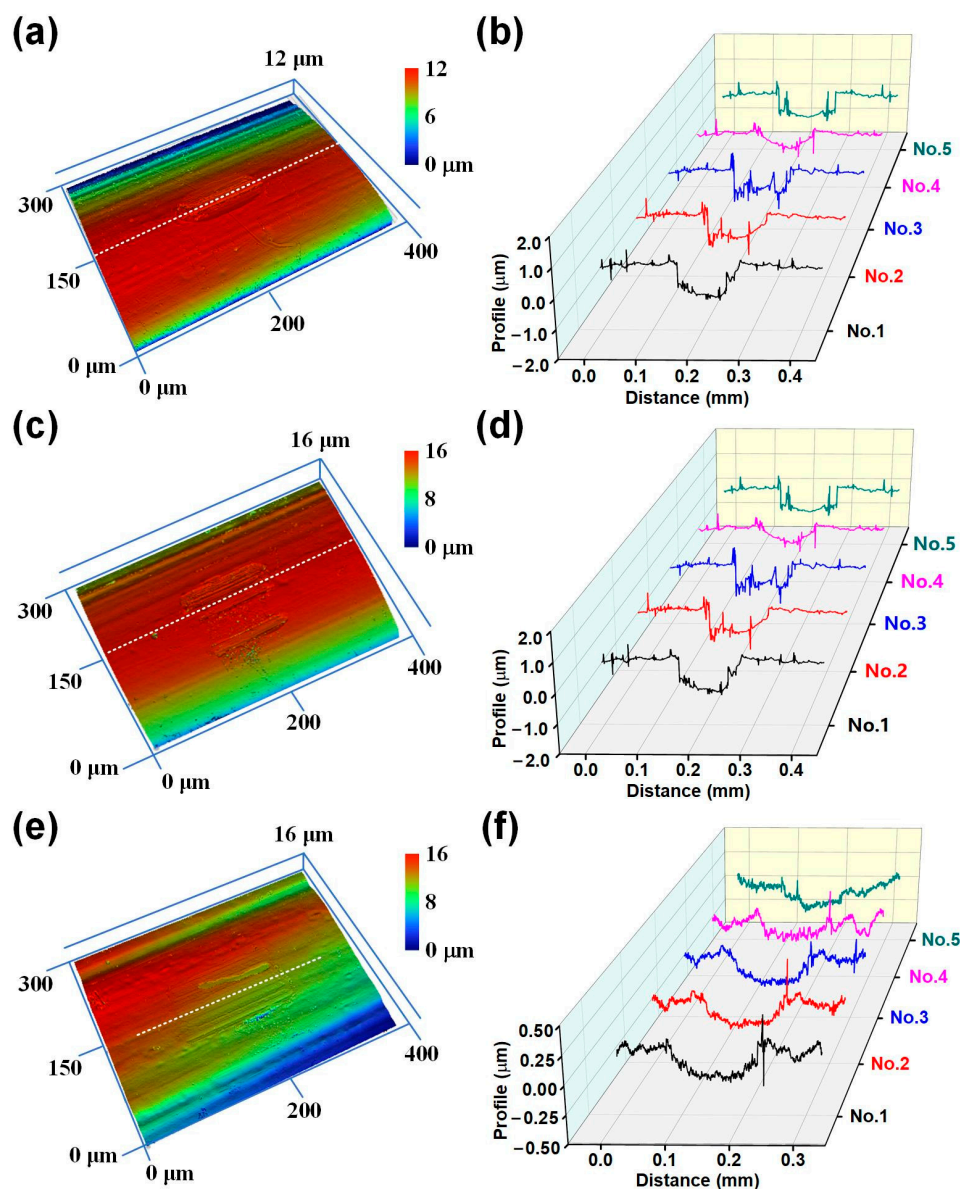 (a)
12 μm
12
6
0 μm
300
150
0 μm
0 μm
200
400
(b)
2.0
1.0
0.0
−1.0
−2.0
Profile (μm)
0.0 0.1 0.2 0.3 0.4
Distance (mm)
No.5
No.4
No.3
No.2
No.1
(c)
16 μm
16
8
0 μm
300
150
0 μm
0 μm
200
400
(d)
2.0
1.0
0.0
−1.0
−2.0
Profile (μm)
0.0 0.1 0.2 0.3 0.4
Distance (mm)
No.5
No.4
No.3
No.2
No.1
(e)
16 μm
16
8
0 μm
300
150
0 μm
0 μm
200
400
(f)
0.50
0.25
0.00
−0.25
−0.50
Profile (μm)
0.0 0.1 0.2 0.3
Distance (mm)
No.5
No.4
No.3
No.2
No.1